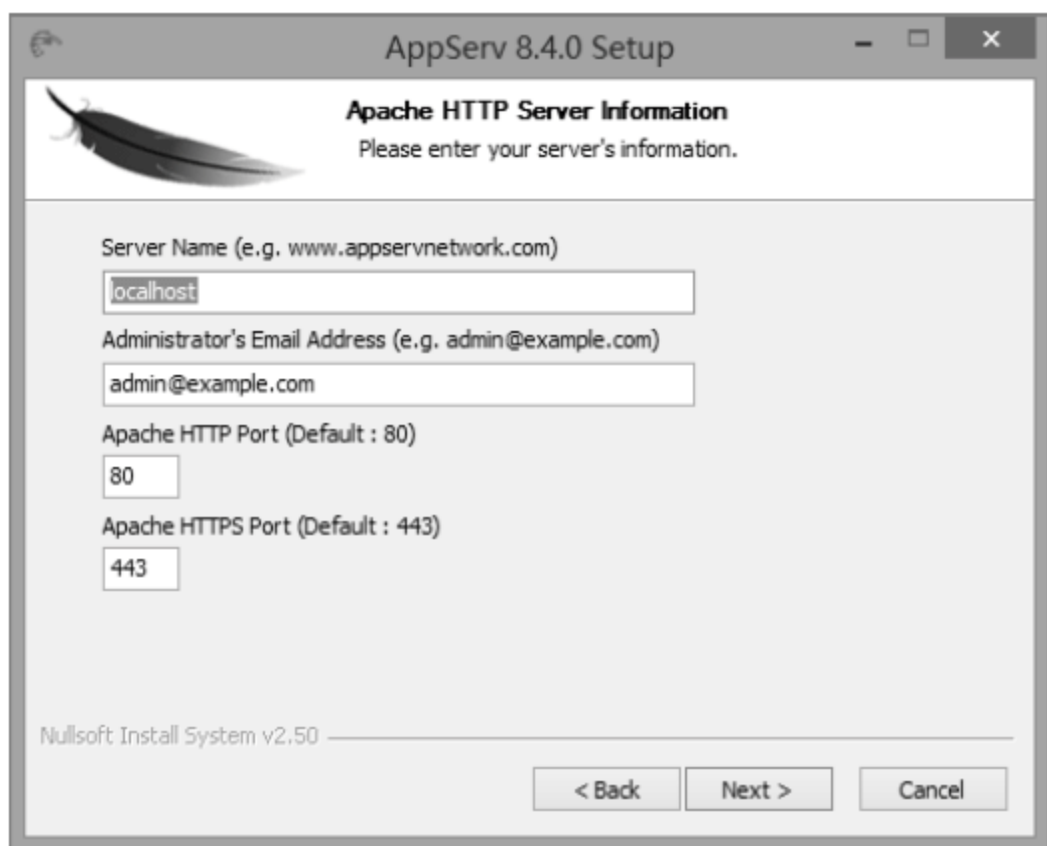 AppServ 8.4.0 Setup
Apache HTTP Server Information
Please enter your server's information.
Server Name (e.g. www.appservnetwork.com)
localhost
Administrator's Email Address (e.g. admin@example.com)
admin@example.com
Apache HTTP Port (Default : 80)
80
Apache HTTPS Port (Default : 443)
443
Nullsoft Install System v2.50
< Back Next > Cancel